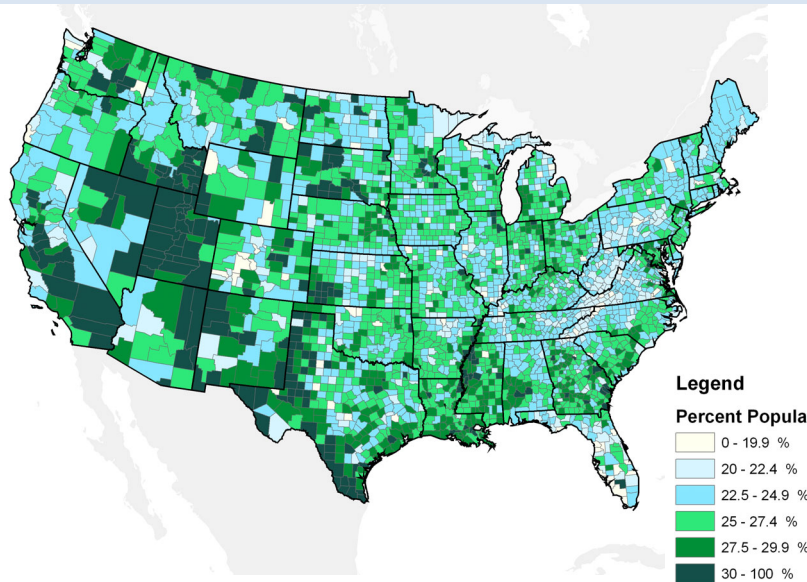 Legend
Percent Popula
0 - 19.9 %
20 - 22.4 %
22.5 - 24.9 %
25 - 27.4 %
27.5 - 29.9 %
30 - 100 %